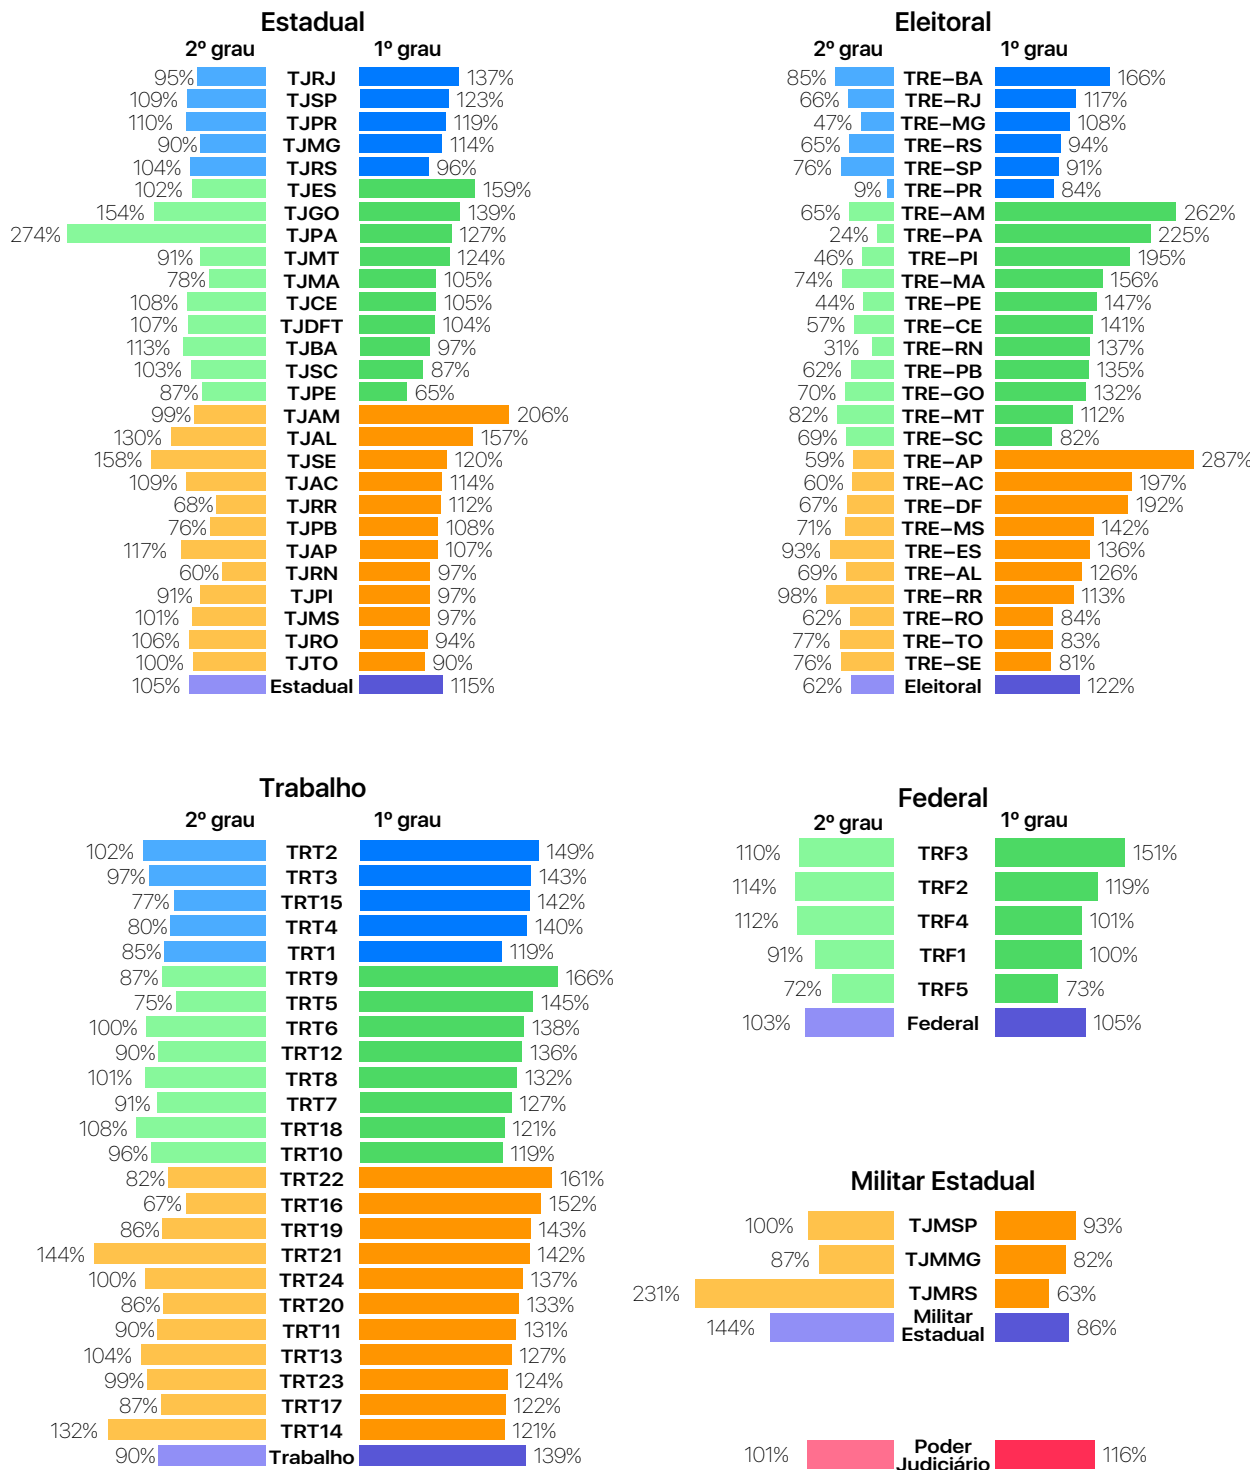 Estadual
2º grau 1º grau
95% TJRJ 137%
109% TJSP 123%
110% TJPR 119%
90% TJMG 114%
104% TJRS 96%
102% TJES 159%
154% TJGO 139%
274% TJPA 127%
91% TJMT 124%
78% TJMA 105%
108% TJCE 105%
107% TJDFT 104%
113% TJBA 97%
103% TJSC 87%
87% TJPE 65%
99% TJAM 206%
130% TJAL 157%
158% TJSE 120%
109% TJAC 114%
68% TJRR 112%
76% TJPB 108%
117% TJAP 107%
60% TJRN 97%
91% TJPI 97%
101% TJMS 97%
106% TJRO 94%
100% TJTO 90%
105% Estadual 115%
Eleitoral
2º grau 1º grau
85% TRE–BA 166%
66% TRE–RJ 117%
47% TRE–MG 108%
65% TRE–RS 94%
76% TRE–SP 91%
9% TRE–PR 84%
65% TRE–AM 262%
24% TRE–PA 225%
46% TRE–PI 195%
74% TRE–MA 156%
44% TRE–PE 147%
57% TRE–CE 141%
31% TRE–RN 137%
62% TRE–PB 135%
70% TRE–GO 132%
82% TRE–MT 112%
69% TRE–SC 82%
59% TRE–AP 287%
60% TRE–AC 197%
67% TRE–DF 192%
71% TRE–MS 142%
93% TRE–ES 136%
69% TRE–AL 126%
98% TRE–RR 113%
62% TRE–RO 84%
77% TRE–TO 83%
76% TRE–SE 81%
62% Eleitoral 122%
Trabalho
2º grau 1º grau
102% TRT2 149%
97% TRT3 143%
77% TRT15 142%
80% TRT4 140%
85% TRT1 119%
87% TRT9 166%
75% TRT5 145%
100% TRT6 138%
90% TRT12 136%
101% TRT8 132%
91% TRT7 127%
108% TRT18 121%
96% TRT10 119%
82% TRT22 161%
67% TRT16 152%
86% TRT19 143%
144% TRT21 142%
100% TRT24 137%
86% TRT20 133%
90% TRT11 131%
104% TRT13 127%
99% TRT23 124%
87% TRT17 122%
132% TRT14 121%
90% Trabalho 139%
Federal
2º grau 1º grau
110% TRF3 151%
114% TRF2 119%
112% TRF4 101%
91% TRF1 100%
72% TRF5 73%
103% Federal 105%
Militar Estadual
100% TJMSP 93%
87% TJMMG 82%
231% TJMRS 63%
144% Militar 86%
Estadual
101% Poder 116%
Judiciário